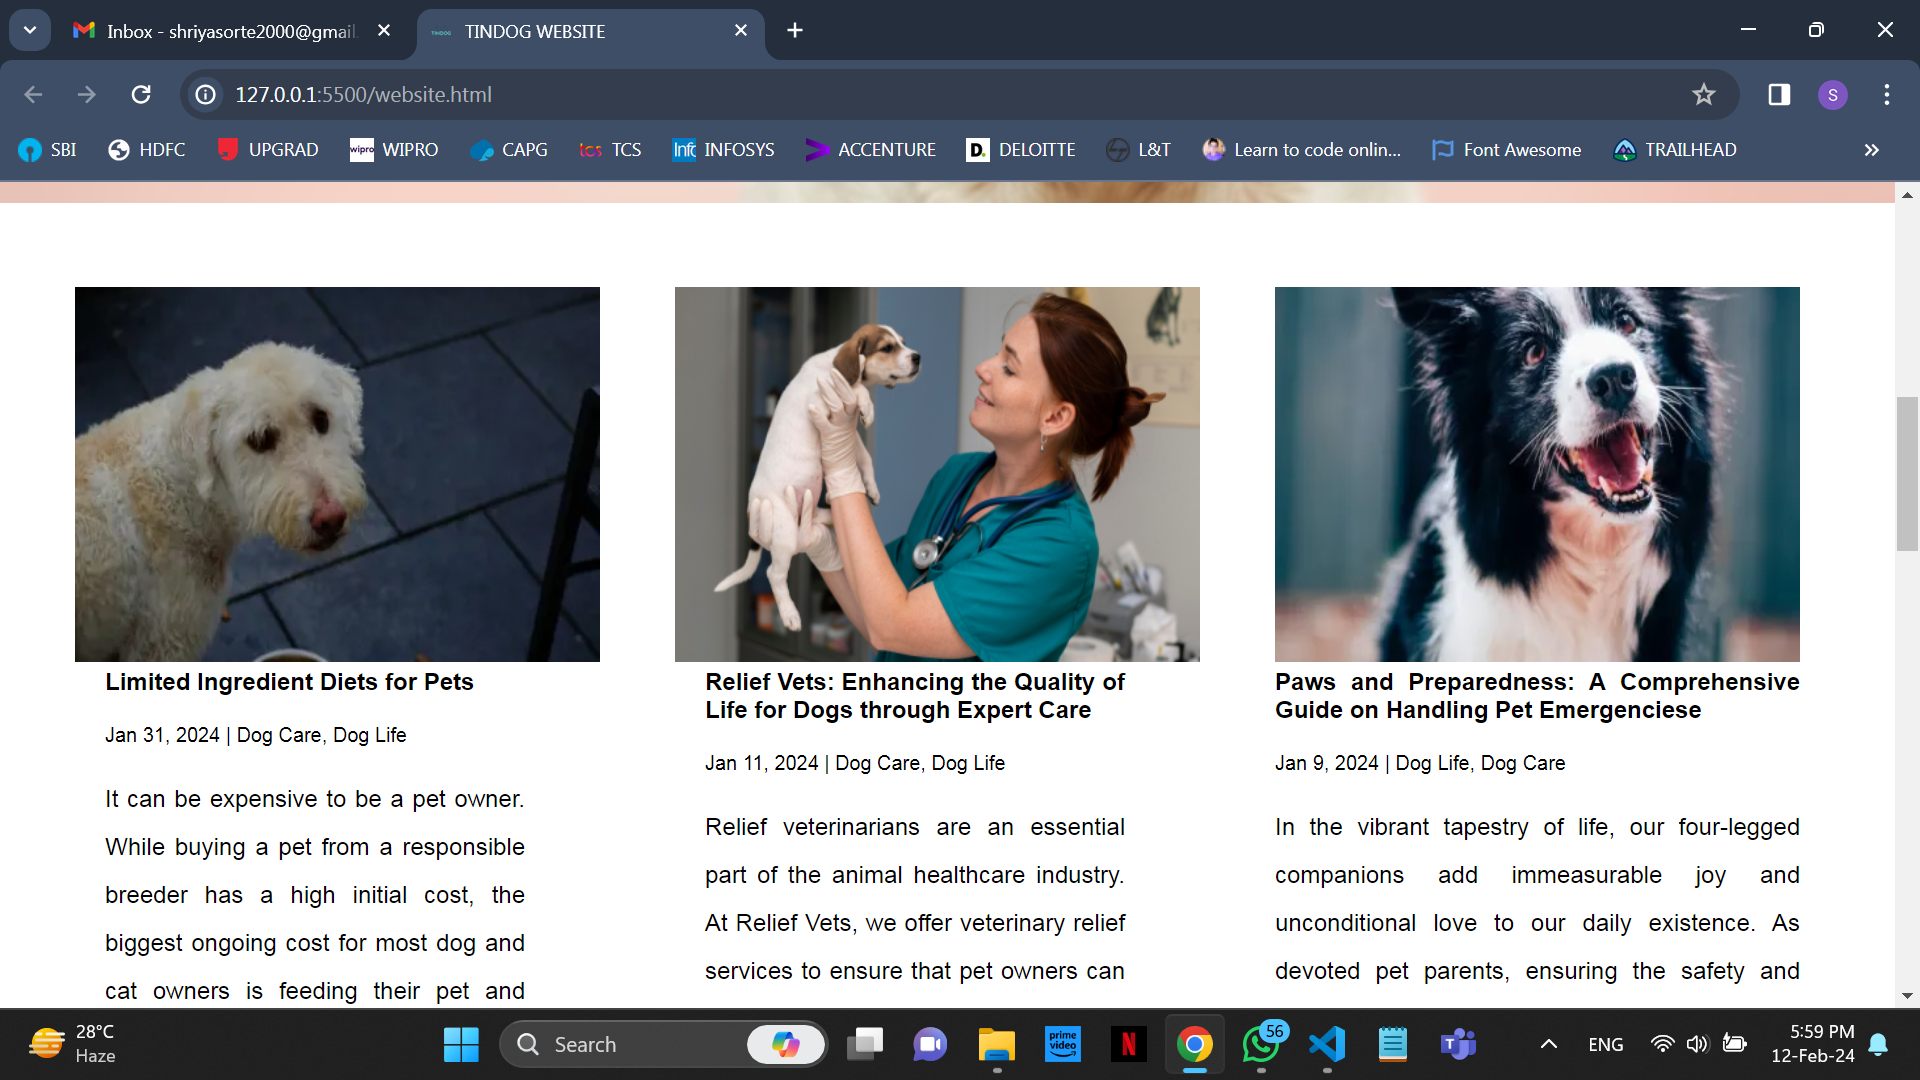 Inbox - shriyasorte2000@gmail.
TINDOG TINDOG WEBSITE
127.0.0.1:5500/website.html
S
SBI HDFC UPGRAD wipro WIPRO CAPG tcs TCS Info INFOSYS ACCENTURE D. DELOITTE L&T Learn to code onlin... Font Awesome TRAILHEAD
Limited Ingredient Diets for Pets
Jan 31, 2024 | Dog Care, Dog Life
It can be expensive to be a pet owner.
While buying a pet from a responsible
breeder has a high initial cost, the
biggest ongoing cost for most dog and
cat owners is feeding their pet and
Relief Vets: Enhancing the Quality of
Life for Dogs through Expert Care
Jan 11, 2024 | Dog Care, Dog Life
Relief veterinarians are an essential
part of the animal healthcare industry.
At Relief Vets, we offer veterinary relief
services to ensure that pet owners can
Paws and Preparedness: A Comprehensive
Guide on Handling Pet Emergenciese
Jan 9, 2024 | Dog Life, Dog Care
In the vibrant tapestry of life, our four-legged
companions add immeasurable joy and
unconditional love to our daily existence. As
devoted pet parents, ensuring the safety and
28°C
Haze
Search
prime
video
N
56
T
ENG
5:59 PM
12-Feb-24